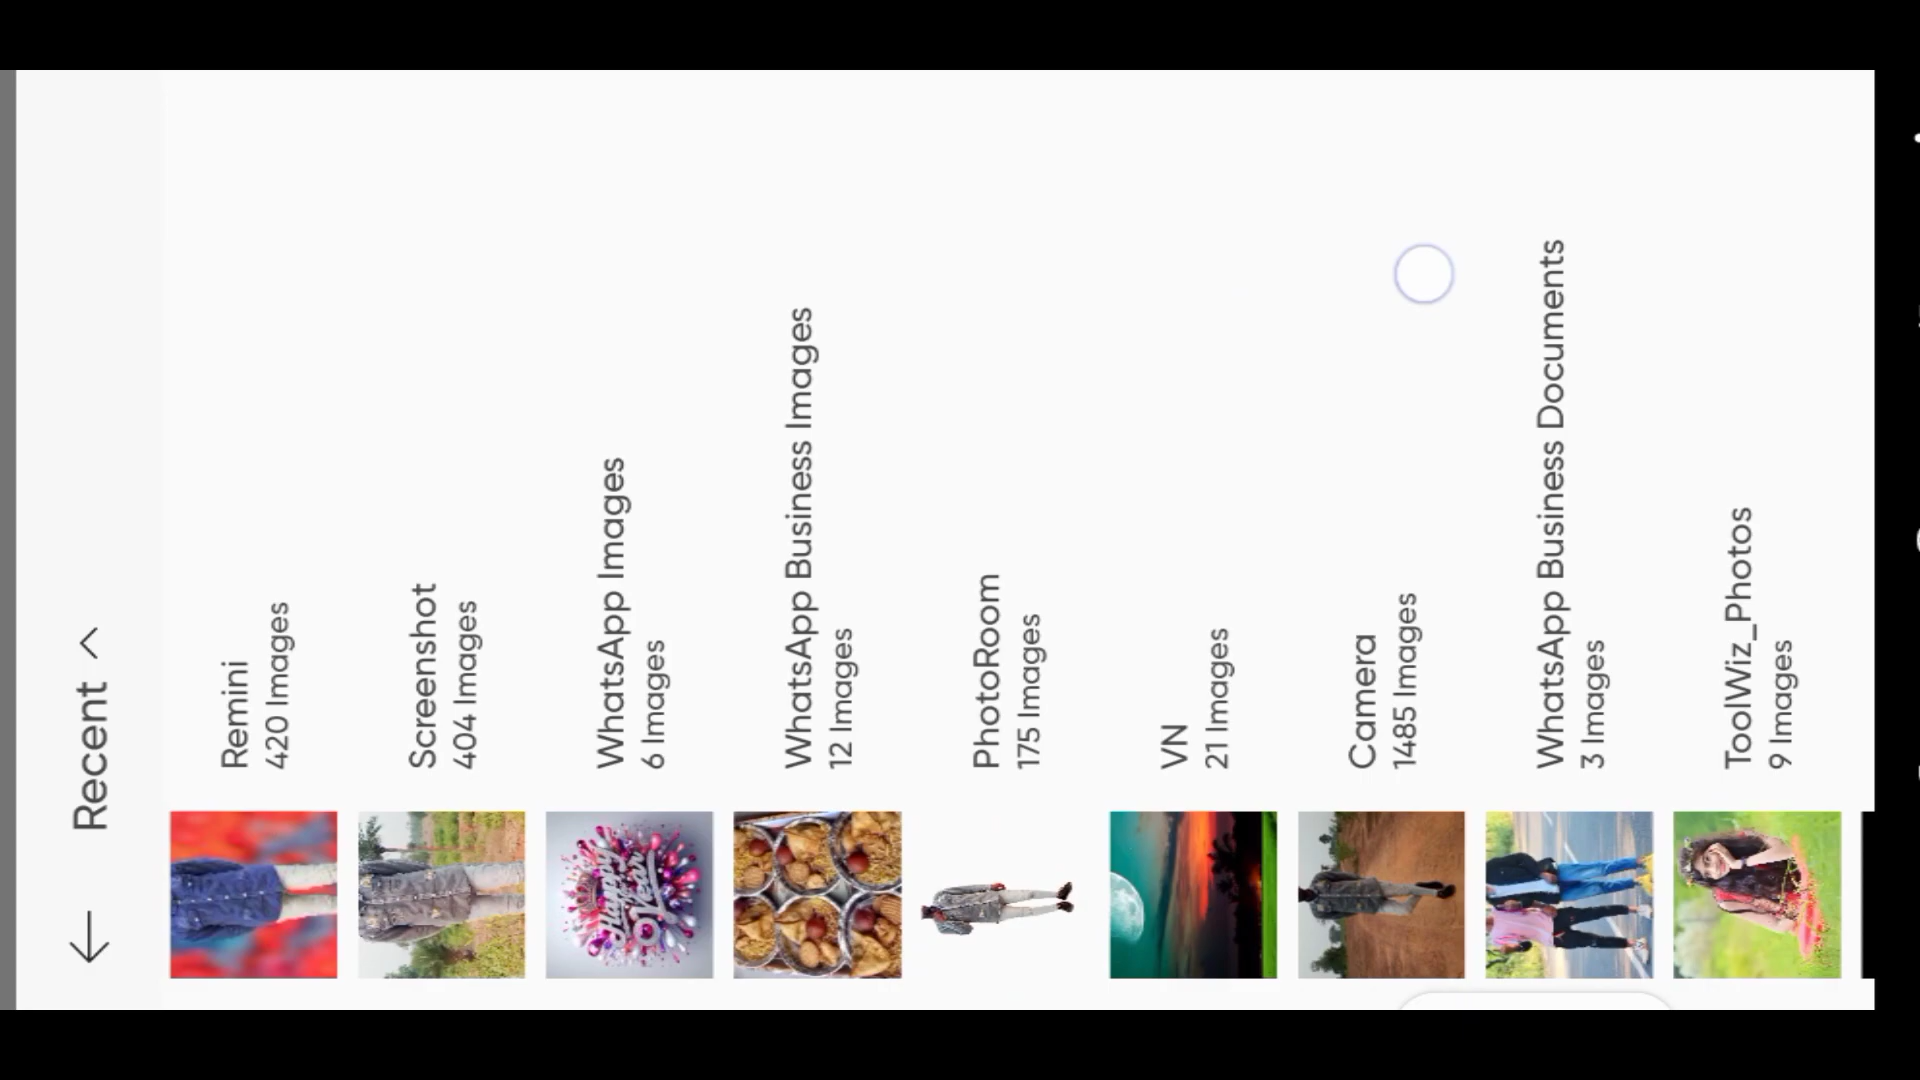 Recent
Remini
420 Images
Screenshot
404 Images
WhatsApp Images
6 Images
WhatsApp Business Images
12 Images
PhotoRoom
175 Images
VN
21 Images
Camera
1485 Images
WhatsApp Business Documents
3 Images
ToolWiz_Photos
9 Images